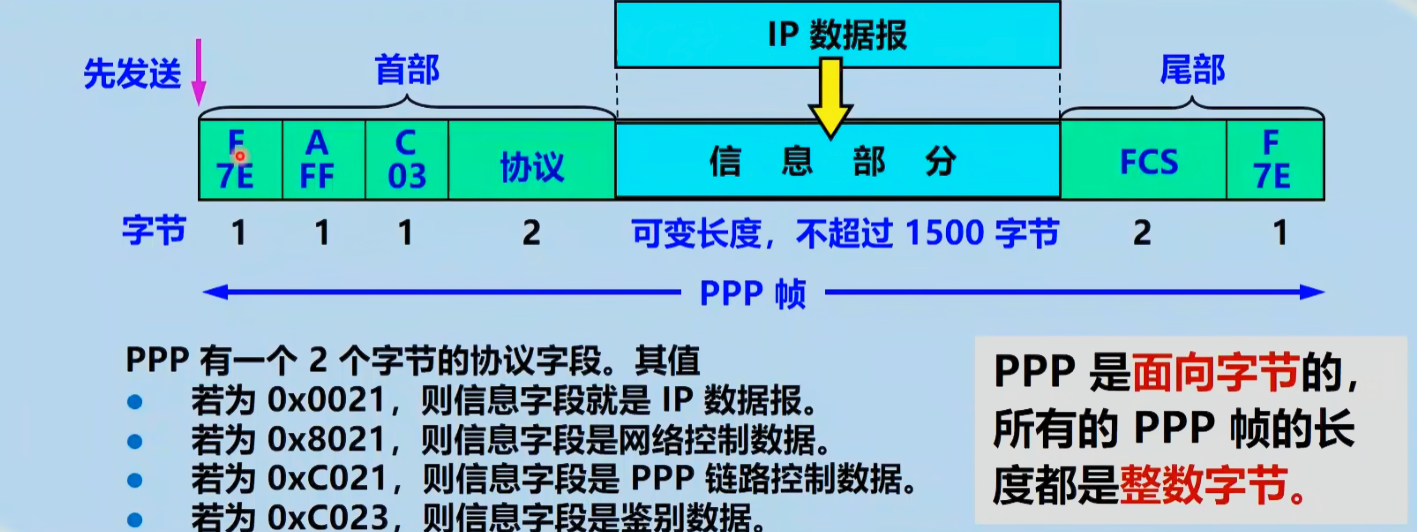 IP 数据报
先发送
首部
尾部
F
7E
A
FF
C
03
协议
信 息 部 分
FCS
F
7E
字节
1
1
1
2
可变长度，不超过 1500 字节
2
1
PPP 帧
PPP 有一个 2 个字节的协议字段。其值
若为 0x0021，则信息字段就是 IP 数据报。
若为 0x8021，则信息字段是网络控制数据。
若为 0xC021，则信息字段是 PPP 链路控制数据。
若为 0xC023，则信息字段是鉴别数据。
PPP 是面向字节的，
所有的 PPP 帧的长
度都是整数字节。